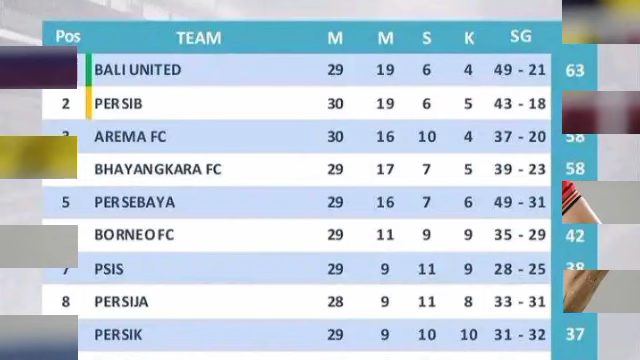 Pos TEAM M M S K SG
BALI UNITED 29 19 6 4 49 - 21 63
2 PERSIB 30 19 6 5 43 - 18
AREMA FC 30 16 10 4 37 - 20 58
BHAYANGKARA FC 29 17 7 5 39 - 23 58
5 PERSEBAYA 29 16 7 6 49 - 31
BORNEO FC 29 11 9 9 35 - 29 42
7 PSIS 29 9 11 9 28 - 25 38
8 PERSIJA 28 9 11 8 33 - 31
PERSIK 29 9 10 10 31 - 32 37